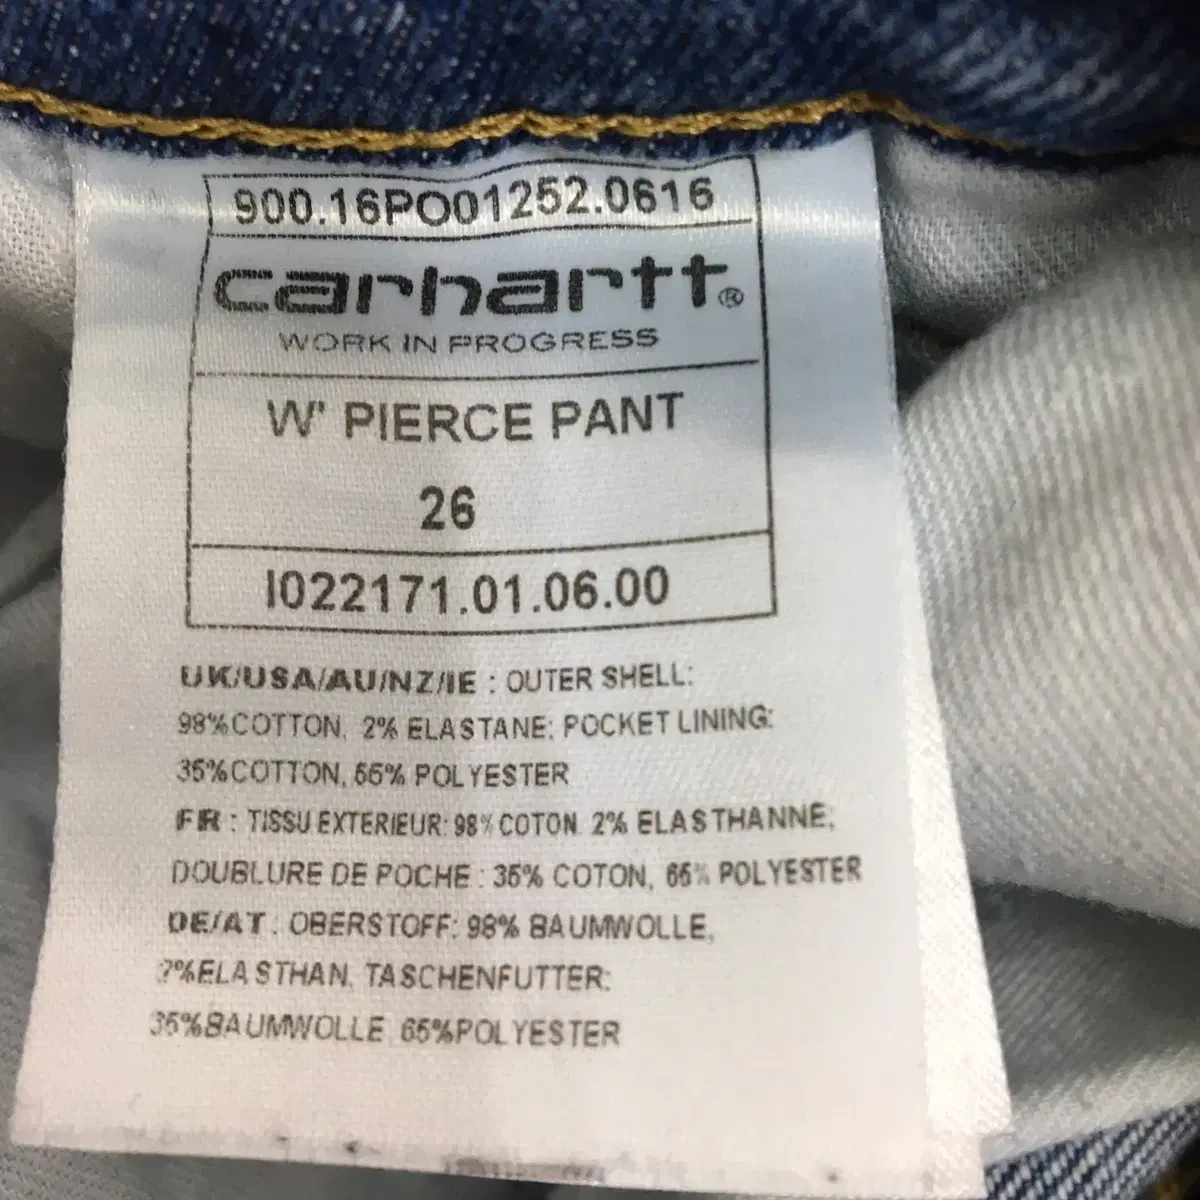 900.16PO01252.0616
carhartt®
WORK IN PROGRESS
W' PIERCE PANT
26
I022171.01.06.00
UK/USA/AU/NZ/IE : OUTER SHELL:
98%COTTON, 2% ELASTANE; POCKET LINING:
35%COTTON, 65% POLYESTER
FR : TISSU EXTERIEUR: 98% COTON 2% ELASTHANNE;
DOUBLURE DE POCHE : 35% COTON, 65% POLYESTER
DE/AT : OBERSTOFF: 98% BAUMWOLLE,
2%ELASTHAN, TASCHENFUTTER:
35%BAUMWOLLE 65%POLYESTER